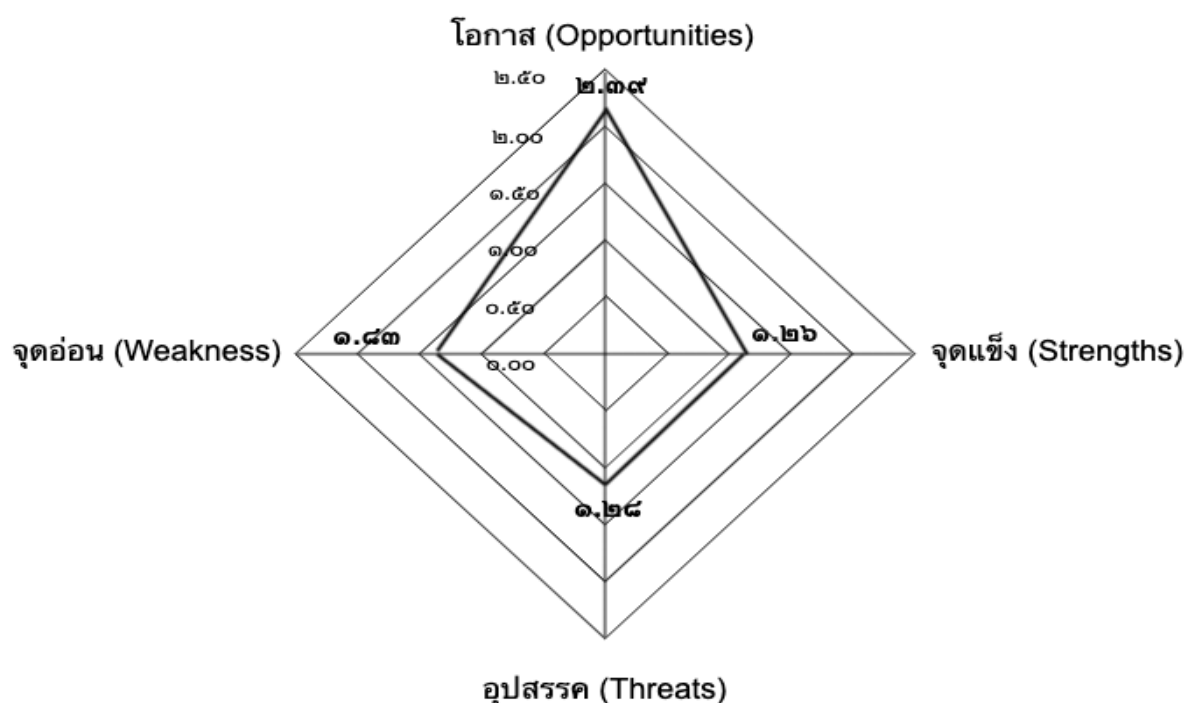 โอกาส (Opportunities)
๒.๕๐
๒.๓๙
๒.๐๐
๑.๕๐
๑.๐๐
๐.๕๐
๑.๘๓
๑.๒๖
จุดอ่อน (Weakness)
จุดแข็ง (Strengths)
๐.๐๐
๑.๒๘
อุปสรรค (Threats)